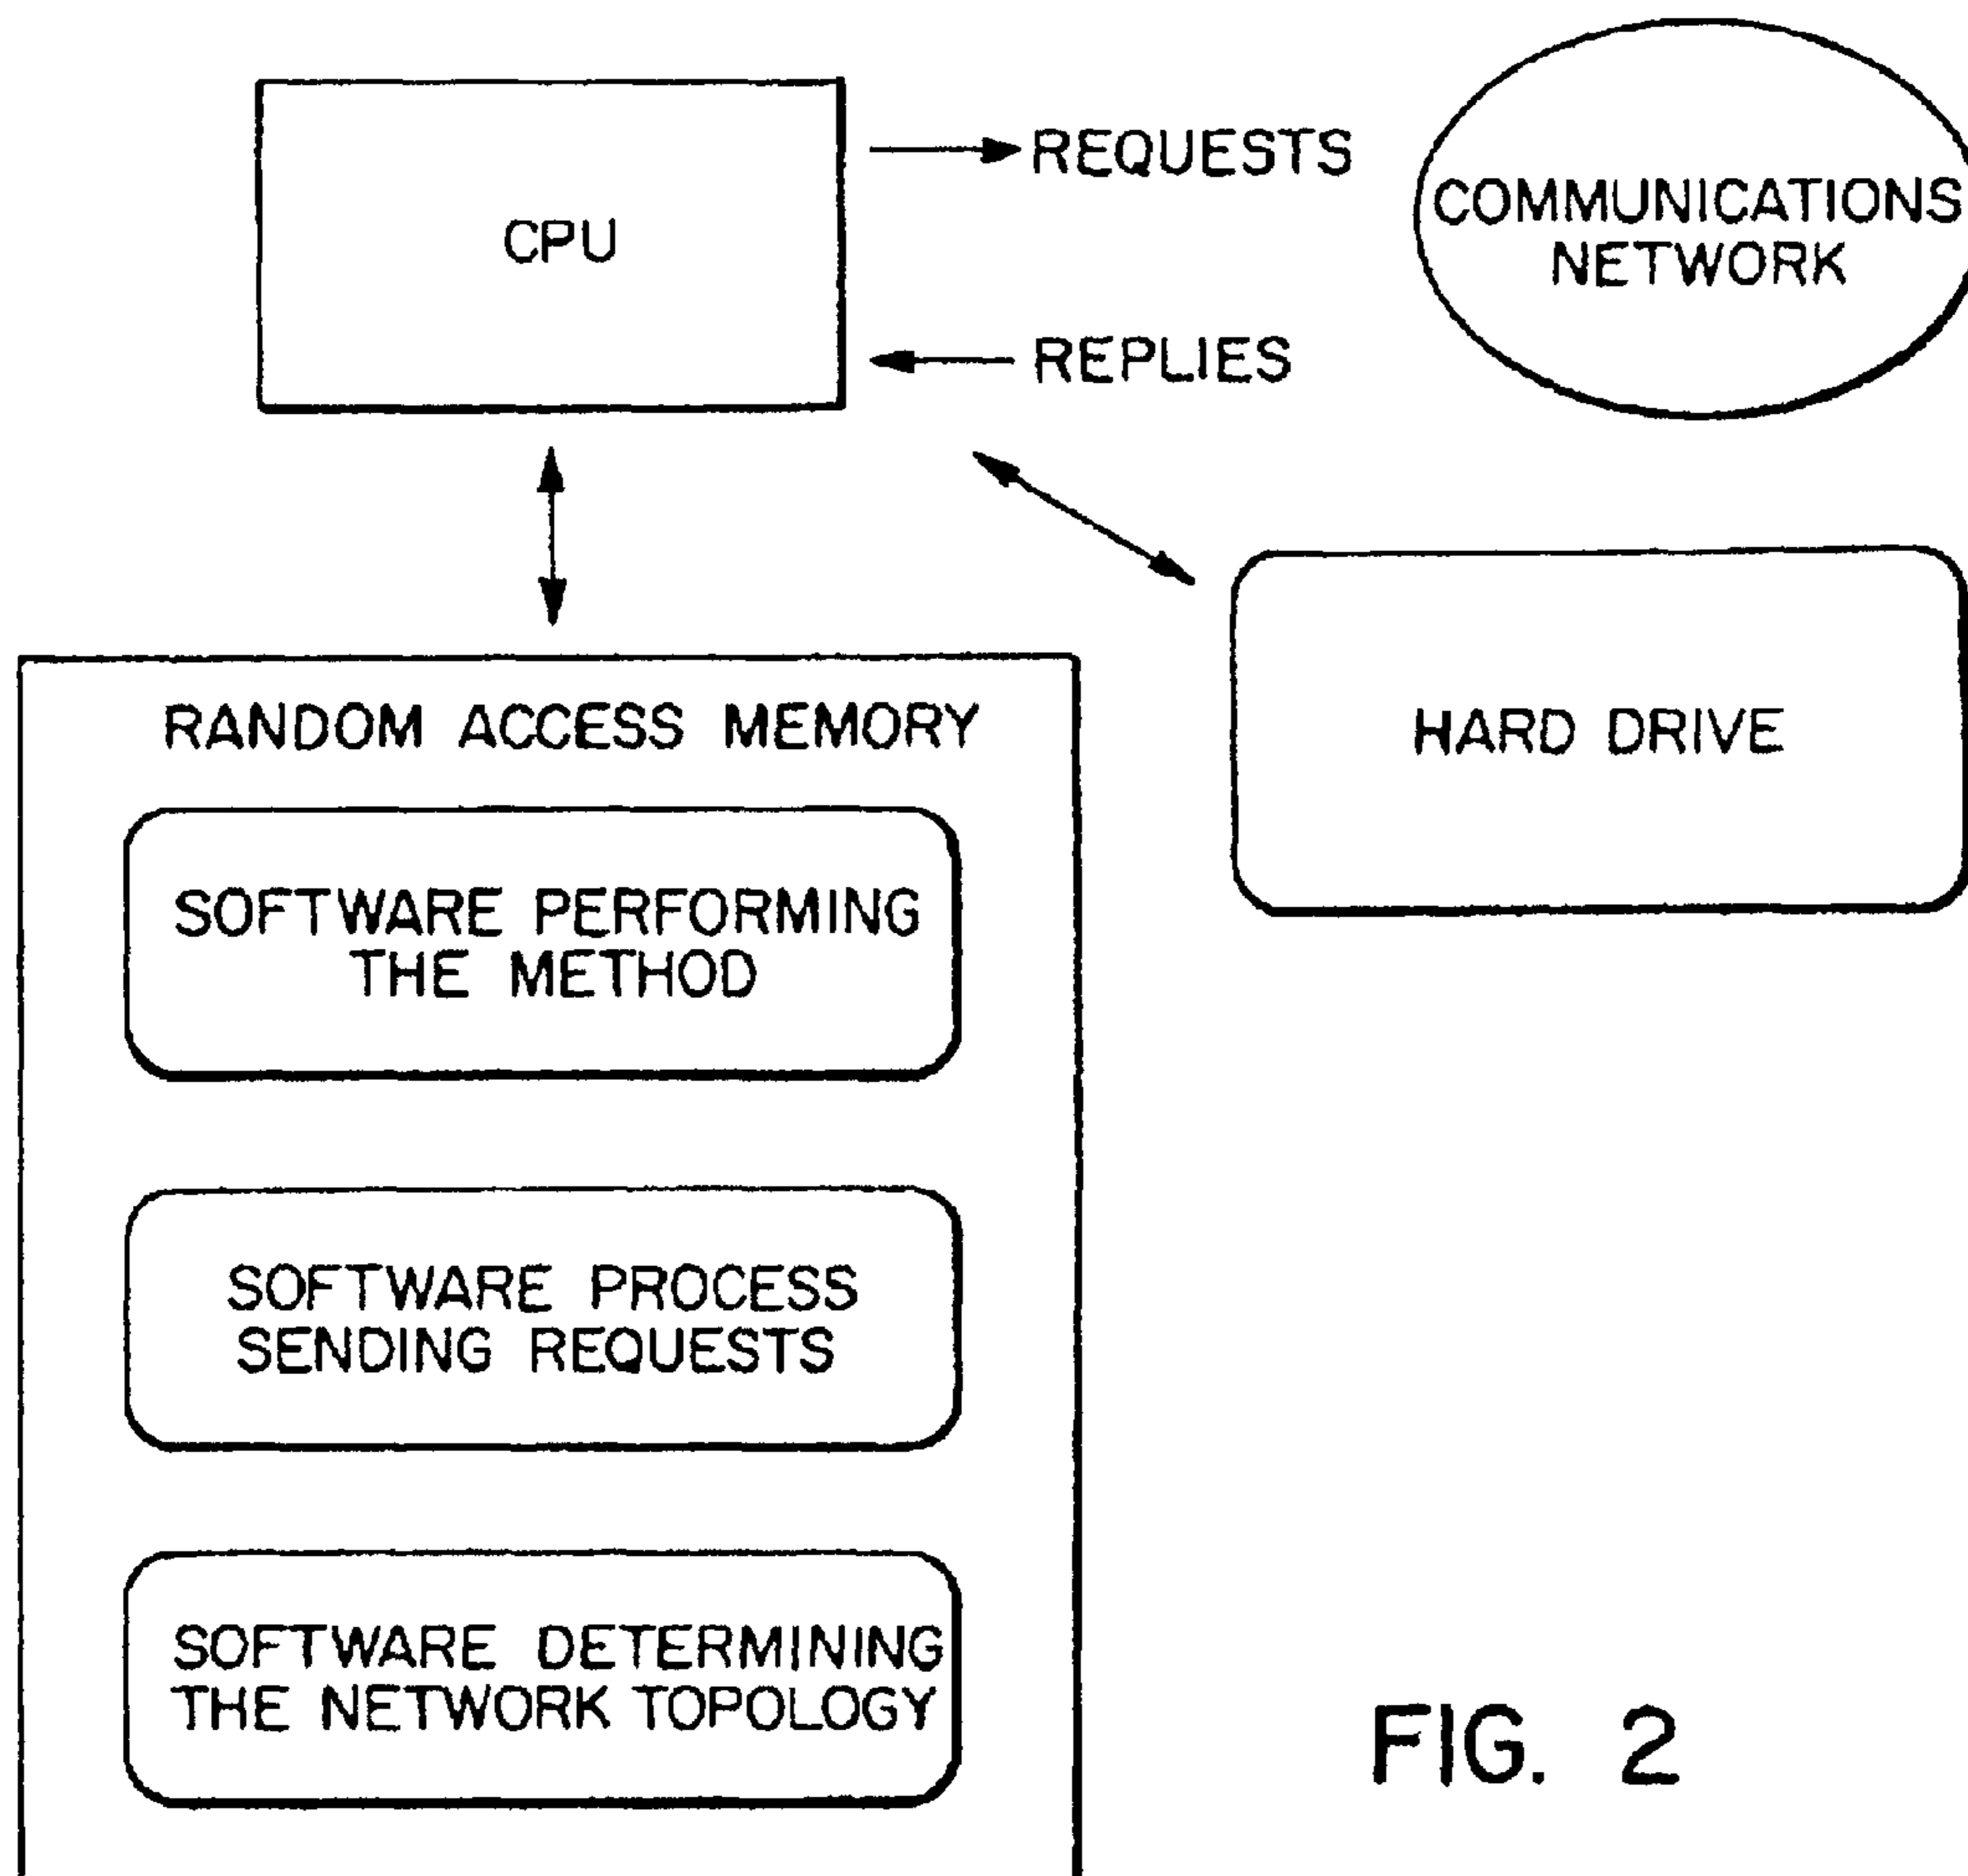 CPU
REQUESTS
COMMUNICATIONS
NETWORK
REPLIES
RANDOM ACCESS MEMORY
HARD DRIVE
SOFTWARE PERFORMING
THE METHOD
SOFTWARE PROCESS
SENDING REQUESTS
SOFTWARE DETERMINING
THE NETWORK TOPOLOGY
FIG. 2